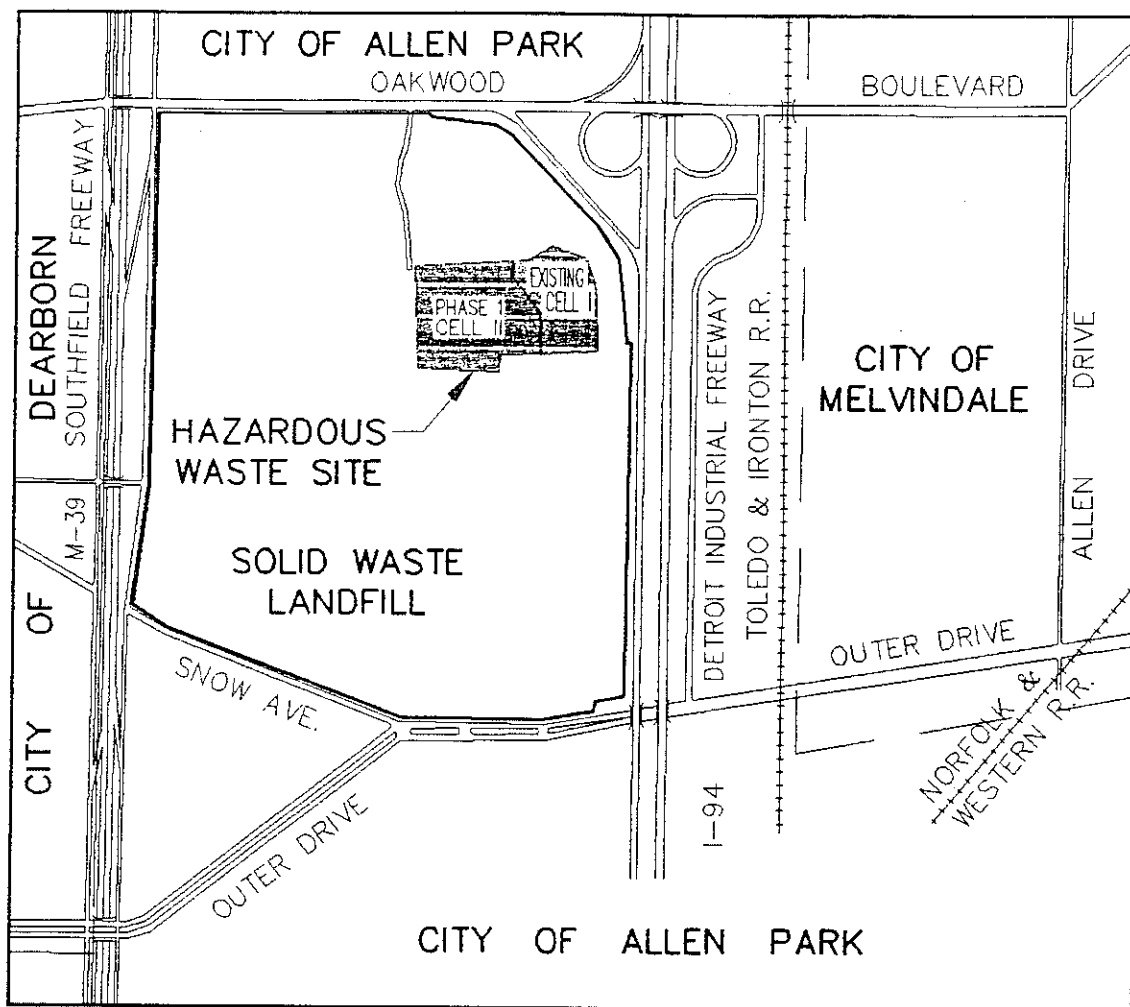 CITY OF ALLEN PARK
OAKWOOD
BOULEVARD
DEARBORN
SOUTHFIELD FREEWAY
EXISTING
CELL I
PHASE 1
CELL II
DETROIT INDUSTRIAL FREEWAY
TOLEDO & IRONTON R.R.
CITY OF
MELVINDALE
ALLEN DRIVE
HAZARDOUS
WASTE SITE
M-39
SOLID WASTE
LANDFILL
CITY OF
SNOW AVE.
OUTER DRIVE
OUTER DRIVE
NORFOLK &
WESTERN R.R.
I-94
CITY OF ALLEN PARK